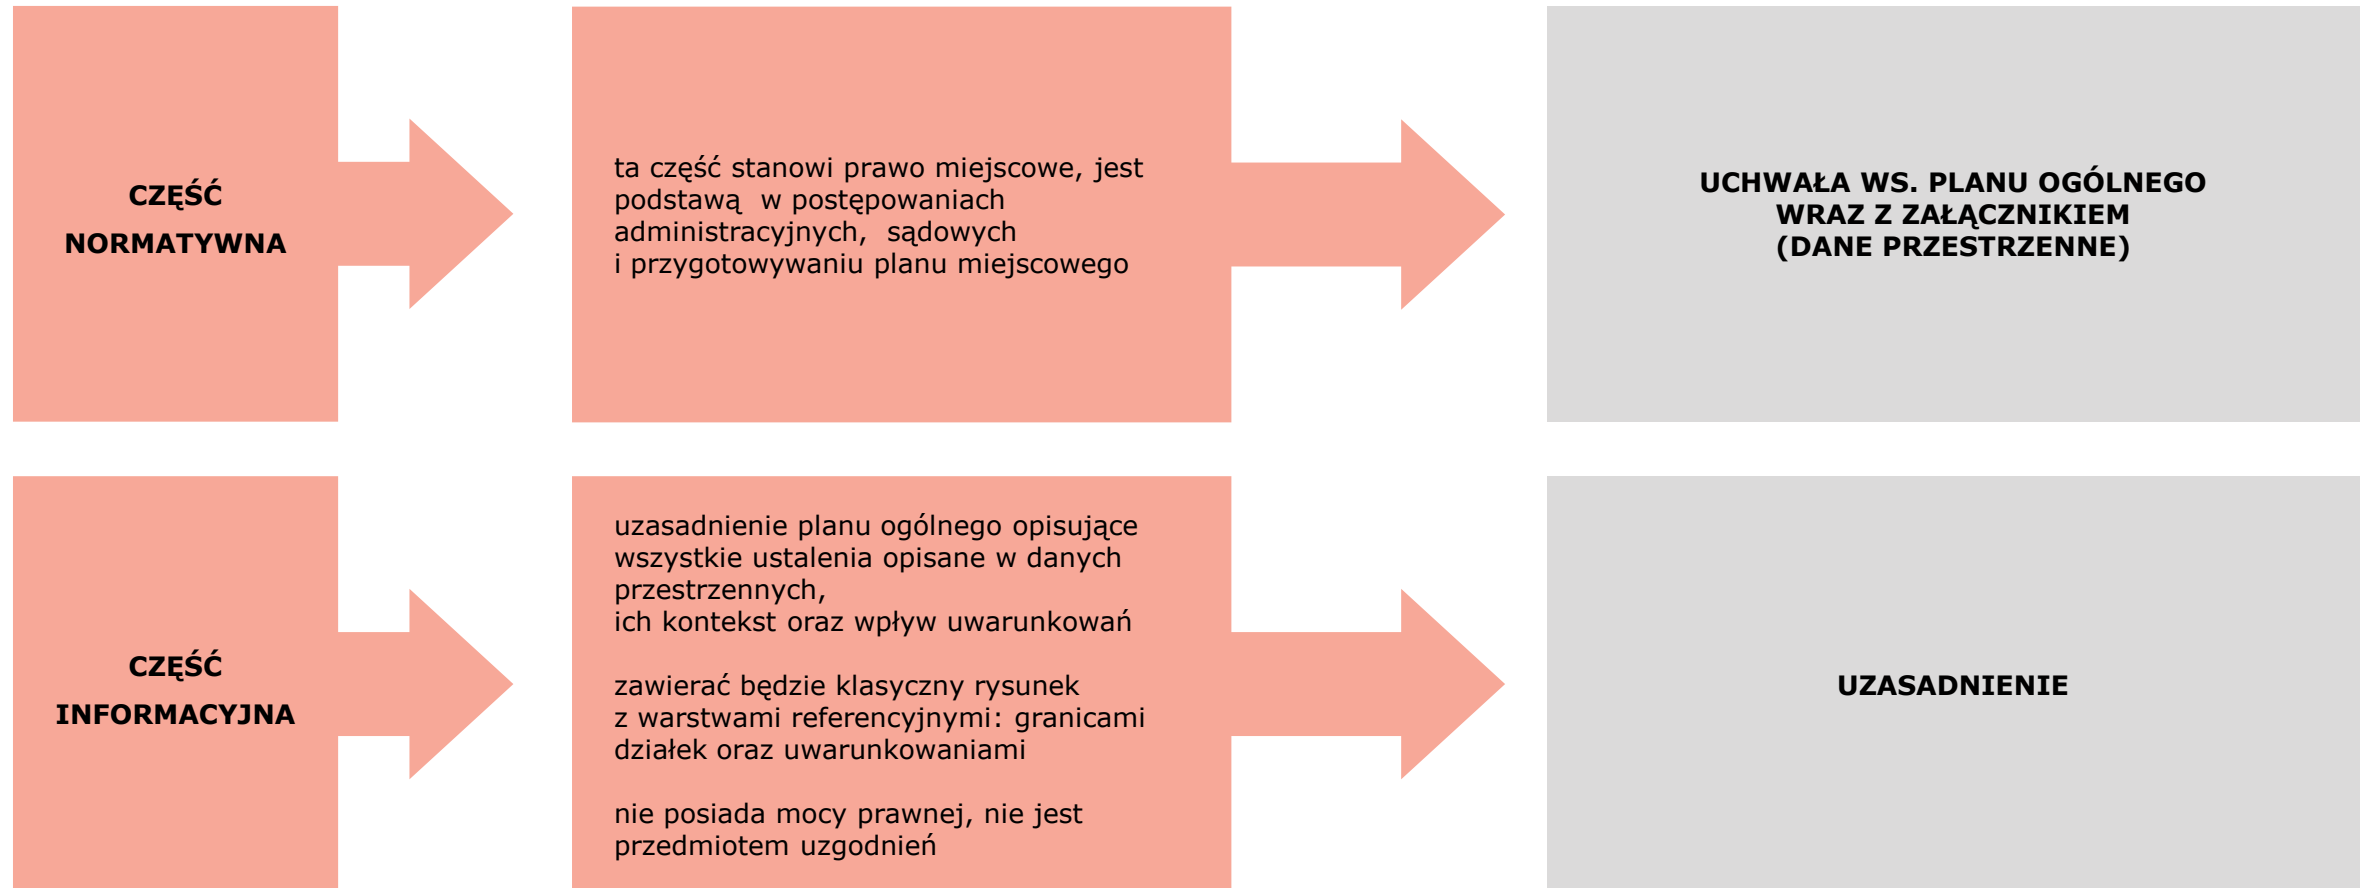 CZĘŚĆ
NORMATYWNA
ta część stanowi prawo miejscowe, jest
podstawą  w postępowaniach
administracyjnych,  sądowych
i przygotowywaniu planu miejscowego
UCHWAŁA WS. PLANU OGÓLNEGO
WRAZ Z ZAŁĄCZNIKIEM
(DANE PRZESTRZENNE)
CZĘŚĆ
INFORMACYJNA
uzasadnienie planu ogólnego opisujące
wszystkie ustalenia opisane w danych
przestrzennych,
ich kontekst oraz wpływ uwarunkowań
zawierać będzie klasyczny rysunek
z warstwami referencyjnymi: granicami
działek oraz uwarunkowaniami
nie posiada mocy prawnej, nie jest
przedmiotem uzgodnień
UZASADNIENIE